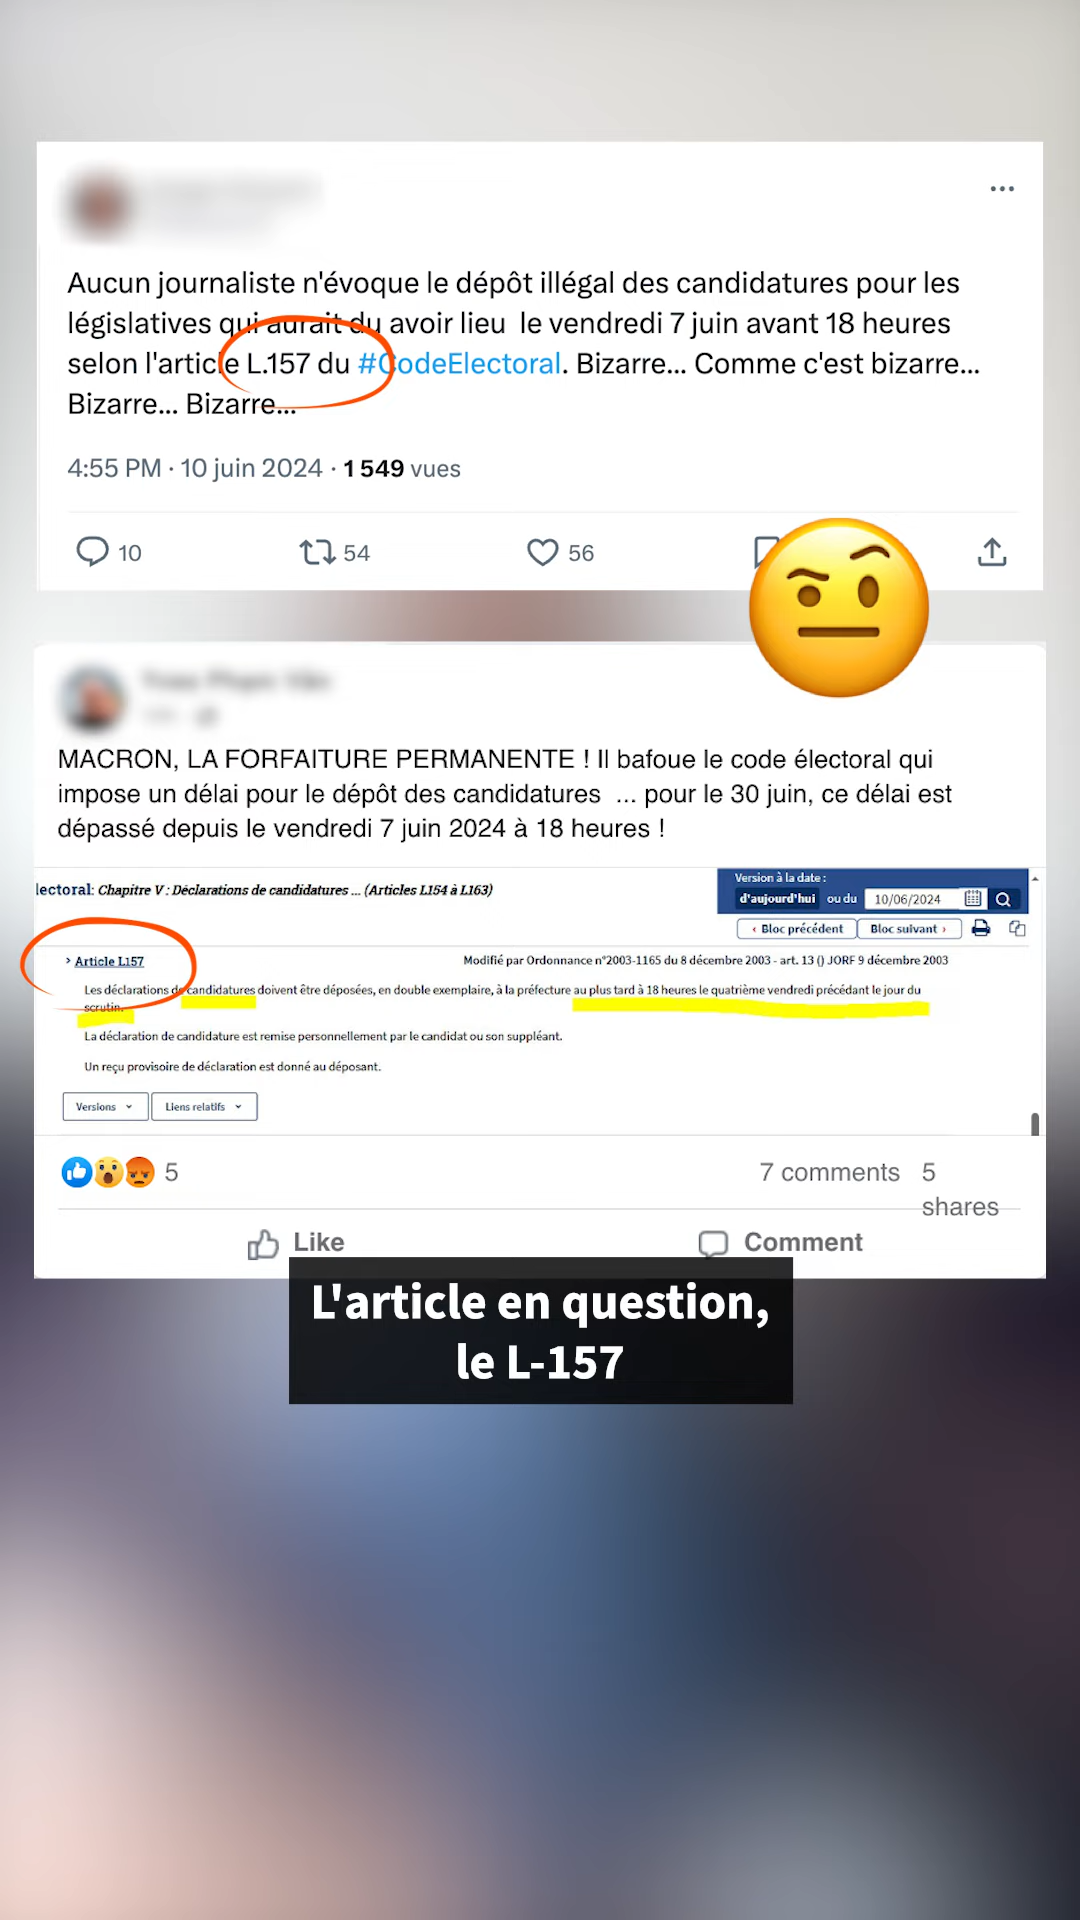 Aucun journaliste n'évoque le dépôt illégal des candidatures pour les
législatives qui aurait du avoir lieu le vendredi 7 juin avant 18 heures
selon l'article L.157 du #CodeElectoral. Bizarre... Comme c'est bizarre...
Bizarre... Bizarre...
4:55 PM · 10 juin 2024 · 1 549 vues
10 54 56
MACRON, LA FORFAITURE PERMANENTE ! Il bafoue le code électoral qui
impose un délai pour le dépôt des candidatures ... pour le 30 juin, ce délai est
dépassé depuis le vendredi 7 juin 2024 à 18 heures !
lectoral: Chapitre V : Déclarations de candidatures ... (Articles L154 à L163)
Version à la date :
d'aujourd'hui ou du 10/06/2024
‹ Bloc précédent Bloc suivant ›
> Article L157
Modifié par Ordonnance n°2003-1165 du 8 décembre 2003 - art. 13 () JORF 9 décembre 2003
Les déclarations de candidatures doivent être déposées, en double exemplaire, à la préfecture au plus tard à 18 heures le quatrième vendredi précédant le jour du
scrutin.
La déclaration de candidature est remise personnellement par le candidat ou son suppléant.
Un reçu provisoire de déclaration est donné au déposant.
Versions Liens relatifs
5 7 comments 5
shares
Like Comment
L'article en question,
le L-157